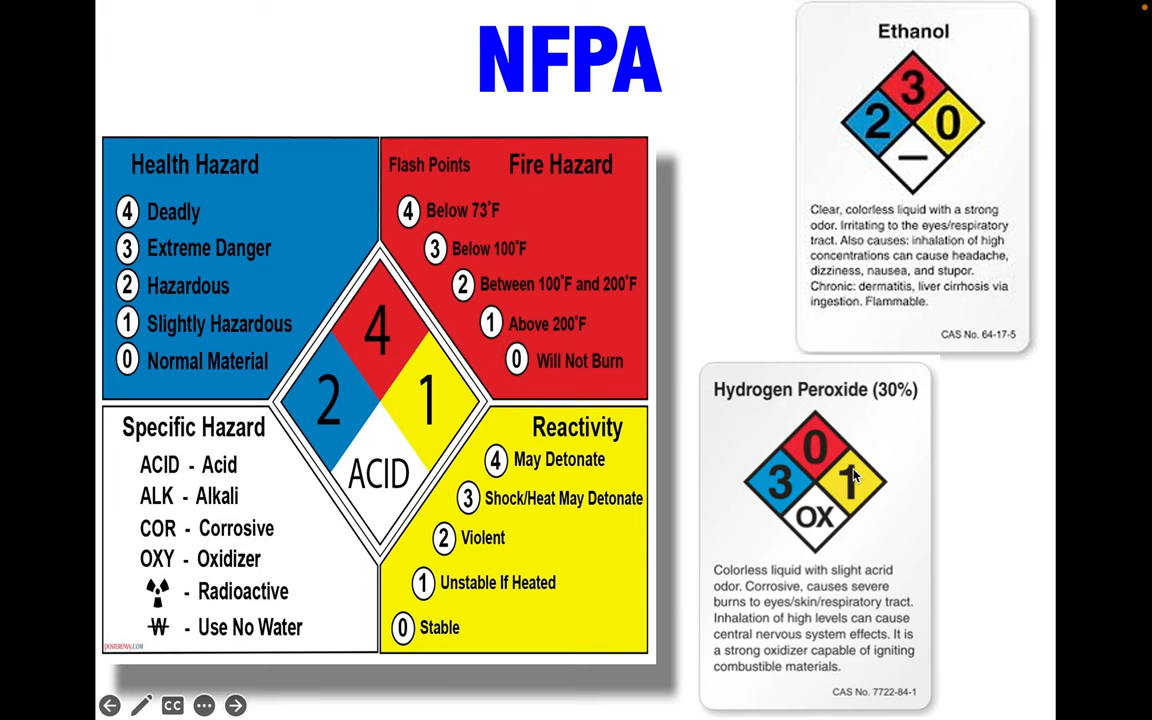 NFPA
Health Hazard
4 Deadly
3 Extreme Danger
2 Hazardous
1 Slightly Hazardous
0 Normal Material
Flash Points Fire Hazard
4 Below 73°F
3 Below 100°F
2 Between 100°F and 200°F
1 Above 200°F
0 Will Not Burn
4
2 1
ACID
Specific Hazard
ACID - Acid
ALK - Alkali
COR - Corrosive
OXY - Oxidizer
- Radioactive
W - Use No Water
POSTERENVY.COM
Reactivity
4 May Detonate
3 Shock/Heat May Detonate
2 Violent
1 Unstable If Heated
0 Stable
Ethanol
3
2 0
—
Clear, colorless liquid with a strong
odor. Irritating to the eyes/respiratory
tract. Also causes: inhalation of high
concentrations can cause headache,
dizziness, nausea, and stupor.
Chronic: dermatitis, liver cirrhosis via
ingestion. Flammable.
CAS No. 64-17-5
Hydrogen Peroxide (30%)
0
3 1
OX
Colorless liquid with slight acrid
odor. Corrosive, causes severe
burns to eyes/skin/respiratory tract.
Inhalation of high levels can cause
central nervous system effects. It is
a strong oxidizer capable of igniting
combustible materials.
CAS No. 7722-84-1
CC